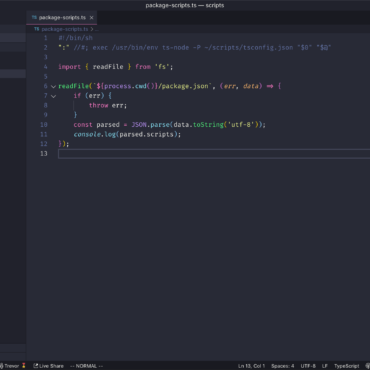 package-scripts.ts — scripts
package-scripts.ts ×
package-scripts.ts › ...
1 #!/bin/sh
2 ":" //#; exec /usr/bin/env ts-node -P ~/scripts/tsconfig.json "$0" "$@"
3
4 import { readFile } from 'fs';
5
6 readFile(`${process.cwd()}/package.json`, (err, data) => {
7 if (err) {
8 throw err;
9 }
10 const parsed = JSON.parse(data.toString('utf-8'));
11 console.log(parsed.scripts);
12 });
13
Trevor Live Share -- NORMAL -- Ln 13, Col 1 Spaces: 4 UTF-8 LF TypeScript